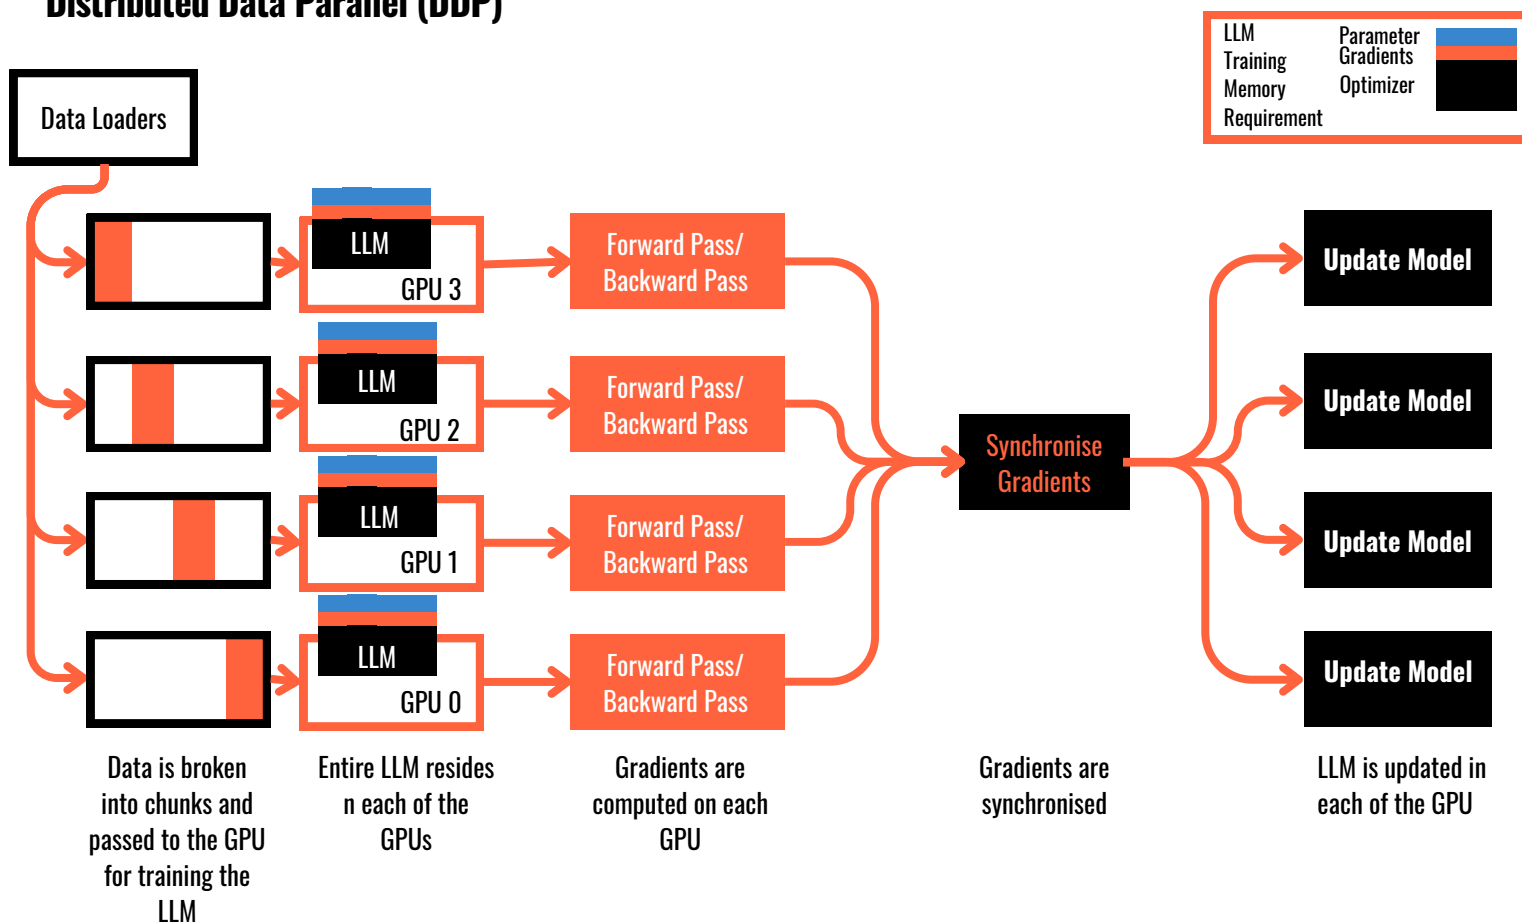 Distributed Data Parallel (DDP)
LLM
Training
Memory
Requirement
Parameter
Gradients
Optimizer
Data Loaders
LLM
GPU 3
Forward Pass/
Backward Pass
Update Model
LLM
GPU 2
Forward Pass/
Backward Pass
Update Model
Synchronise
Gradients
LLM
GPU 1
Forward Pass/
Backward Pass
Update Model
LLM
GPU 0
Forward Pass/
Backward Pass
Update Model
Data is broken
into chunks and
passed to the GPU
for training the
LLM
Entire LLM resides
n each of the
GPUs
Gradients are
computed on each
GPU
Gradients are
synchronised
LLM is updated in
each of the GPU